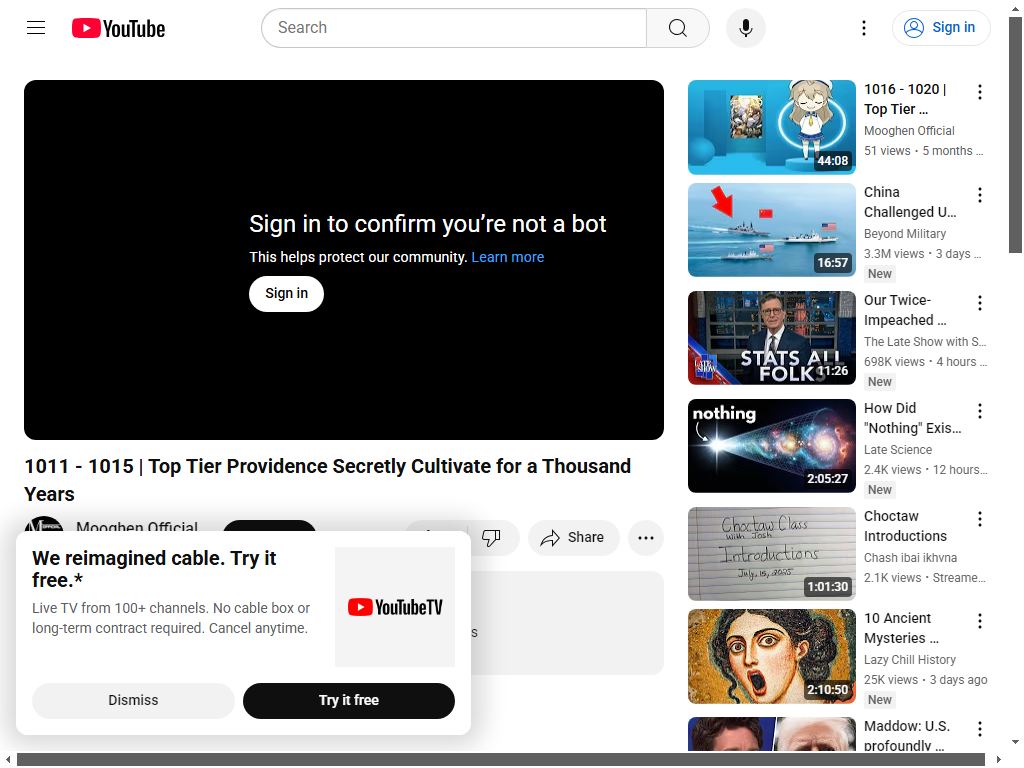 YouTube
Search
Sign in
Sign in to confirm you're not a bot
This helps protect our community. Learn more
Sign in
1011 - 1015 | Top Tier Providence Secretly Cultivate for a Thousand
Years
Mooghen Official
Share
We reimagined cable. Try it
free.*
Live TV from 100+ channels. No cable box or
long-term contract required. Cancel anytime.
YouTubeTV
Dismiss
Try it free
44:08
1016 - 1020 |
Top Tier ...
Mooghen Official
51 views • 5 months ...
16:57
China
Challenged U...
Beyond Military
3.3M views • 3 days ...
New
LATE SHOW
STATS ALL
FOLKS
11:26
Our Twice-
Impeached ...
The Late Show with S...
698K views • 4 hours ...
New
nothing
2:05:27
How Did
"Nothing" Exis...
Late Science
2.4K views • 12 hours...
New
Choctaw Class
With Josh
Introductions
July, 15, 2025
1:01:30
Choctaw
Introductions
Chash ibai ikhvna
2.1K views • Streame...
2:10:50
10 Ancient
Mysteries ...
Lazy Chill History
25K views • 3 days ago
New
Maddow: U.S.
profoundly ...